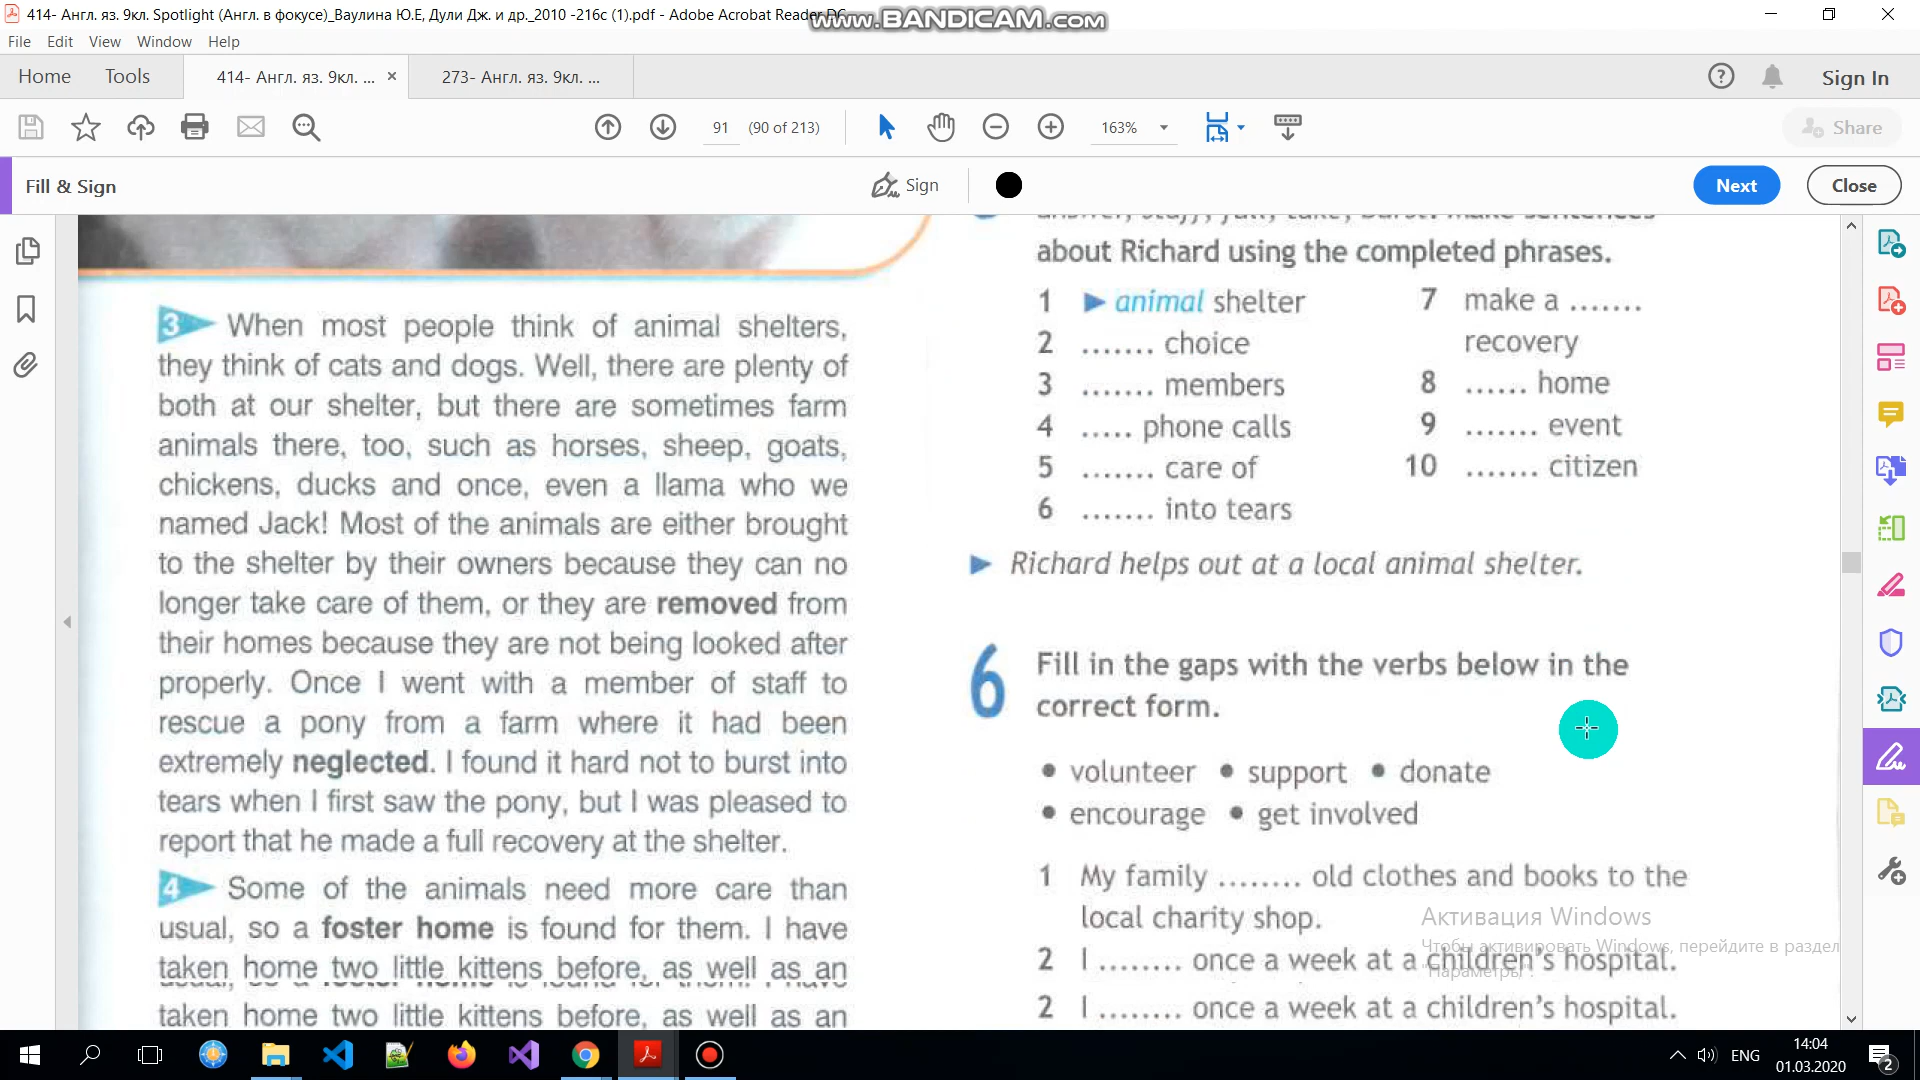 414- Англ. яз. 9кл. Spotlight (Англ. в фокусе)_Ваулина Ю.Е, Дули Дж. и др._2010 -216с (1).pdf - Adobe Acrobat Reader DC
www.BANDICAM.com
File Edit View Window Help
Home Tools 414- Англ. яз. 9кл. ... × 273- Англ. яз. 9кл. ... Sign In
91 (90 of 213) 163% Share
Fill & Sign Sign Next Close
3 When most people think of animal shelters,
they think of cats and dogs. Well, there are plenty of
both at our shelter, but there are sometimes farm
animals there, too, such as horses, sheep, goats,
chickens, ducks and once, even a llama who we
named Jack! Most of the animals are either brought
to the shelter by their owners because they can no
longer take care of them, or they are removed from
their homes because they are not being looked after
properly. Once I went with a member of staff to
rescue a pony from a farm where it had been
extremely neglected. I found it hard not to burst into
tears when I first saw the pony, but I was pleased to
report that he made a full recovery at the shelter.
4 Some of the animals need more care than
usual, so a foster home is found for them. I have
taken home two little kittens before, as well as an
taken home two little kittens before, as well as an
answer, staff, full, take, burst. Make sentences
about Richard using the completed phrases.
1 animal shelter
2 ....... choice
3 ....... members
4 ..... phone calls
5 ....... care of
6 ....... into tears
7 make a .......
recovery
8 ...... home
9 ....... event
10 ....... citizen
Richard helps out at a local animal shelter.
6 Fill in the gaps with the verbs below in the
correct form.
• volunteer • support • donate
• encourage • get involved
1 My family ........ old clothes and books to the
local charity shop.
2 I ........ once a week at a children's hospital.
2 I ........ once a week at a children's hospital.
Активация Windows
Чтобы активировать Windows, перейдите в раздел
"Параметры".
ENG
14:04
01.03.2020
2